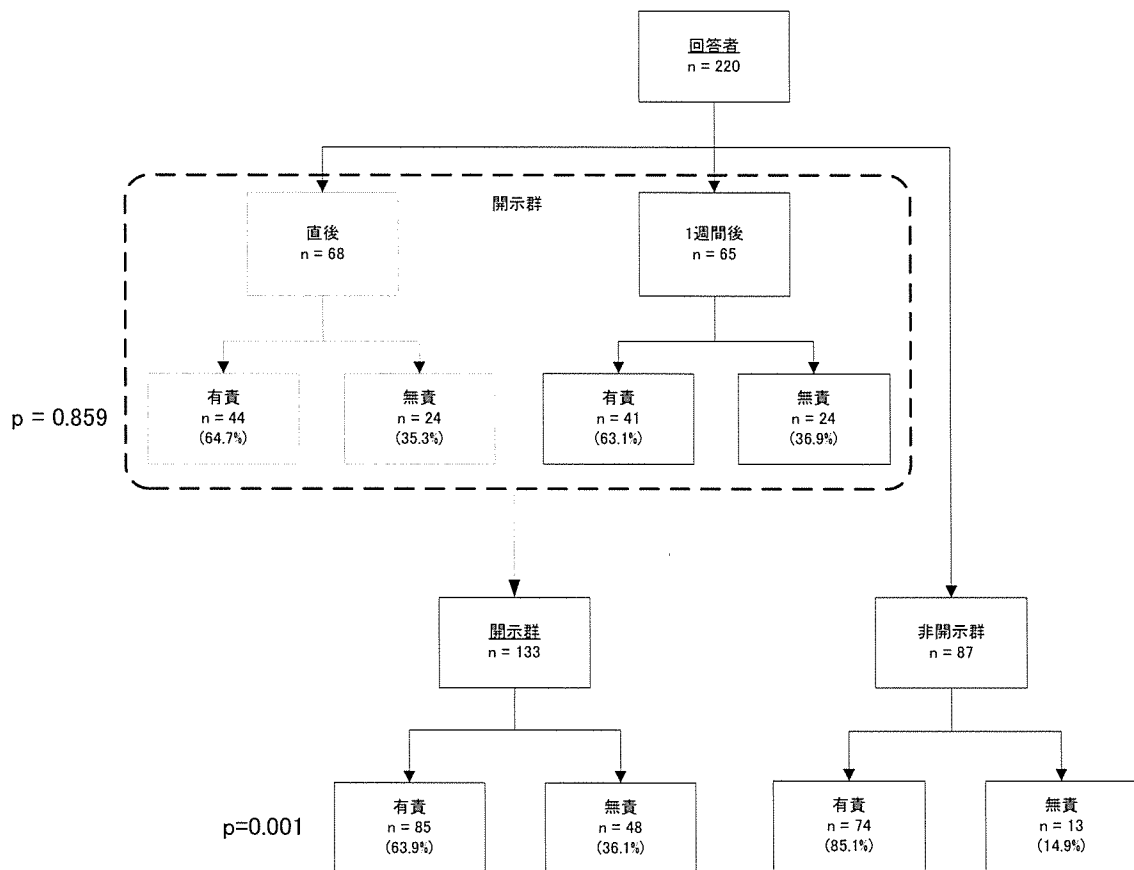 回答者
n = 220
開示群
直後
n = 68
1週間後
n = 65
p = 0.859
有責
n = 44
(64.7%)
無責
n = 24
(35.3%)
有責
n = 41
(63.1%)
無責
n = 24
(36.9%)
開示群
n = 133
非開示群
n = 87
p=0.001
有責
n = 85
(63.9%)
無責
n = 48
(36.1%)
有責
n = 74
(85.1%)
無責
n = 13
(14.9%)